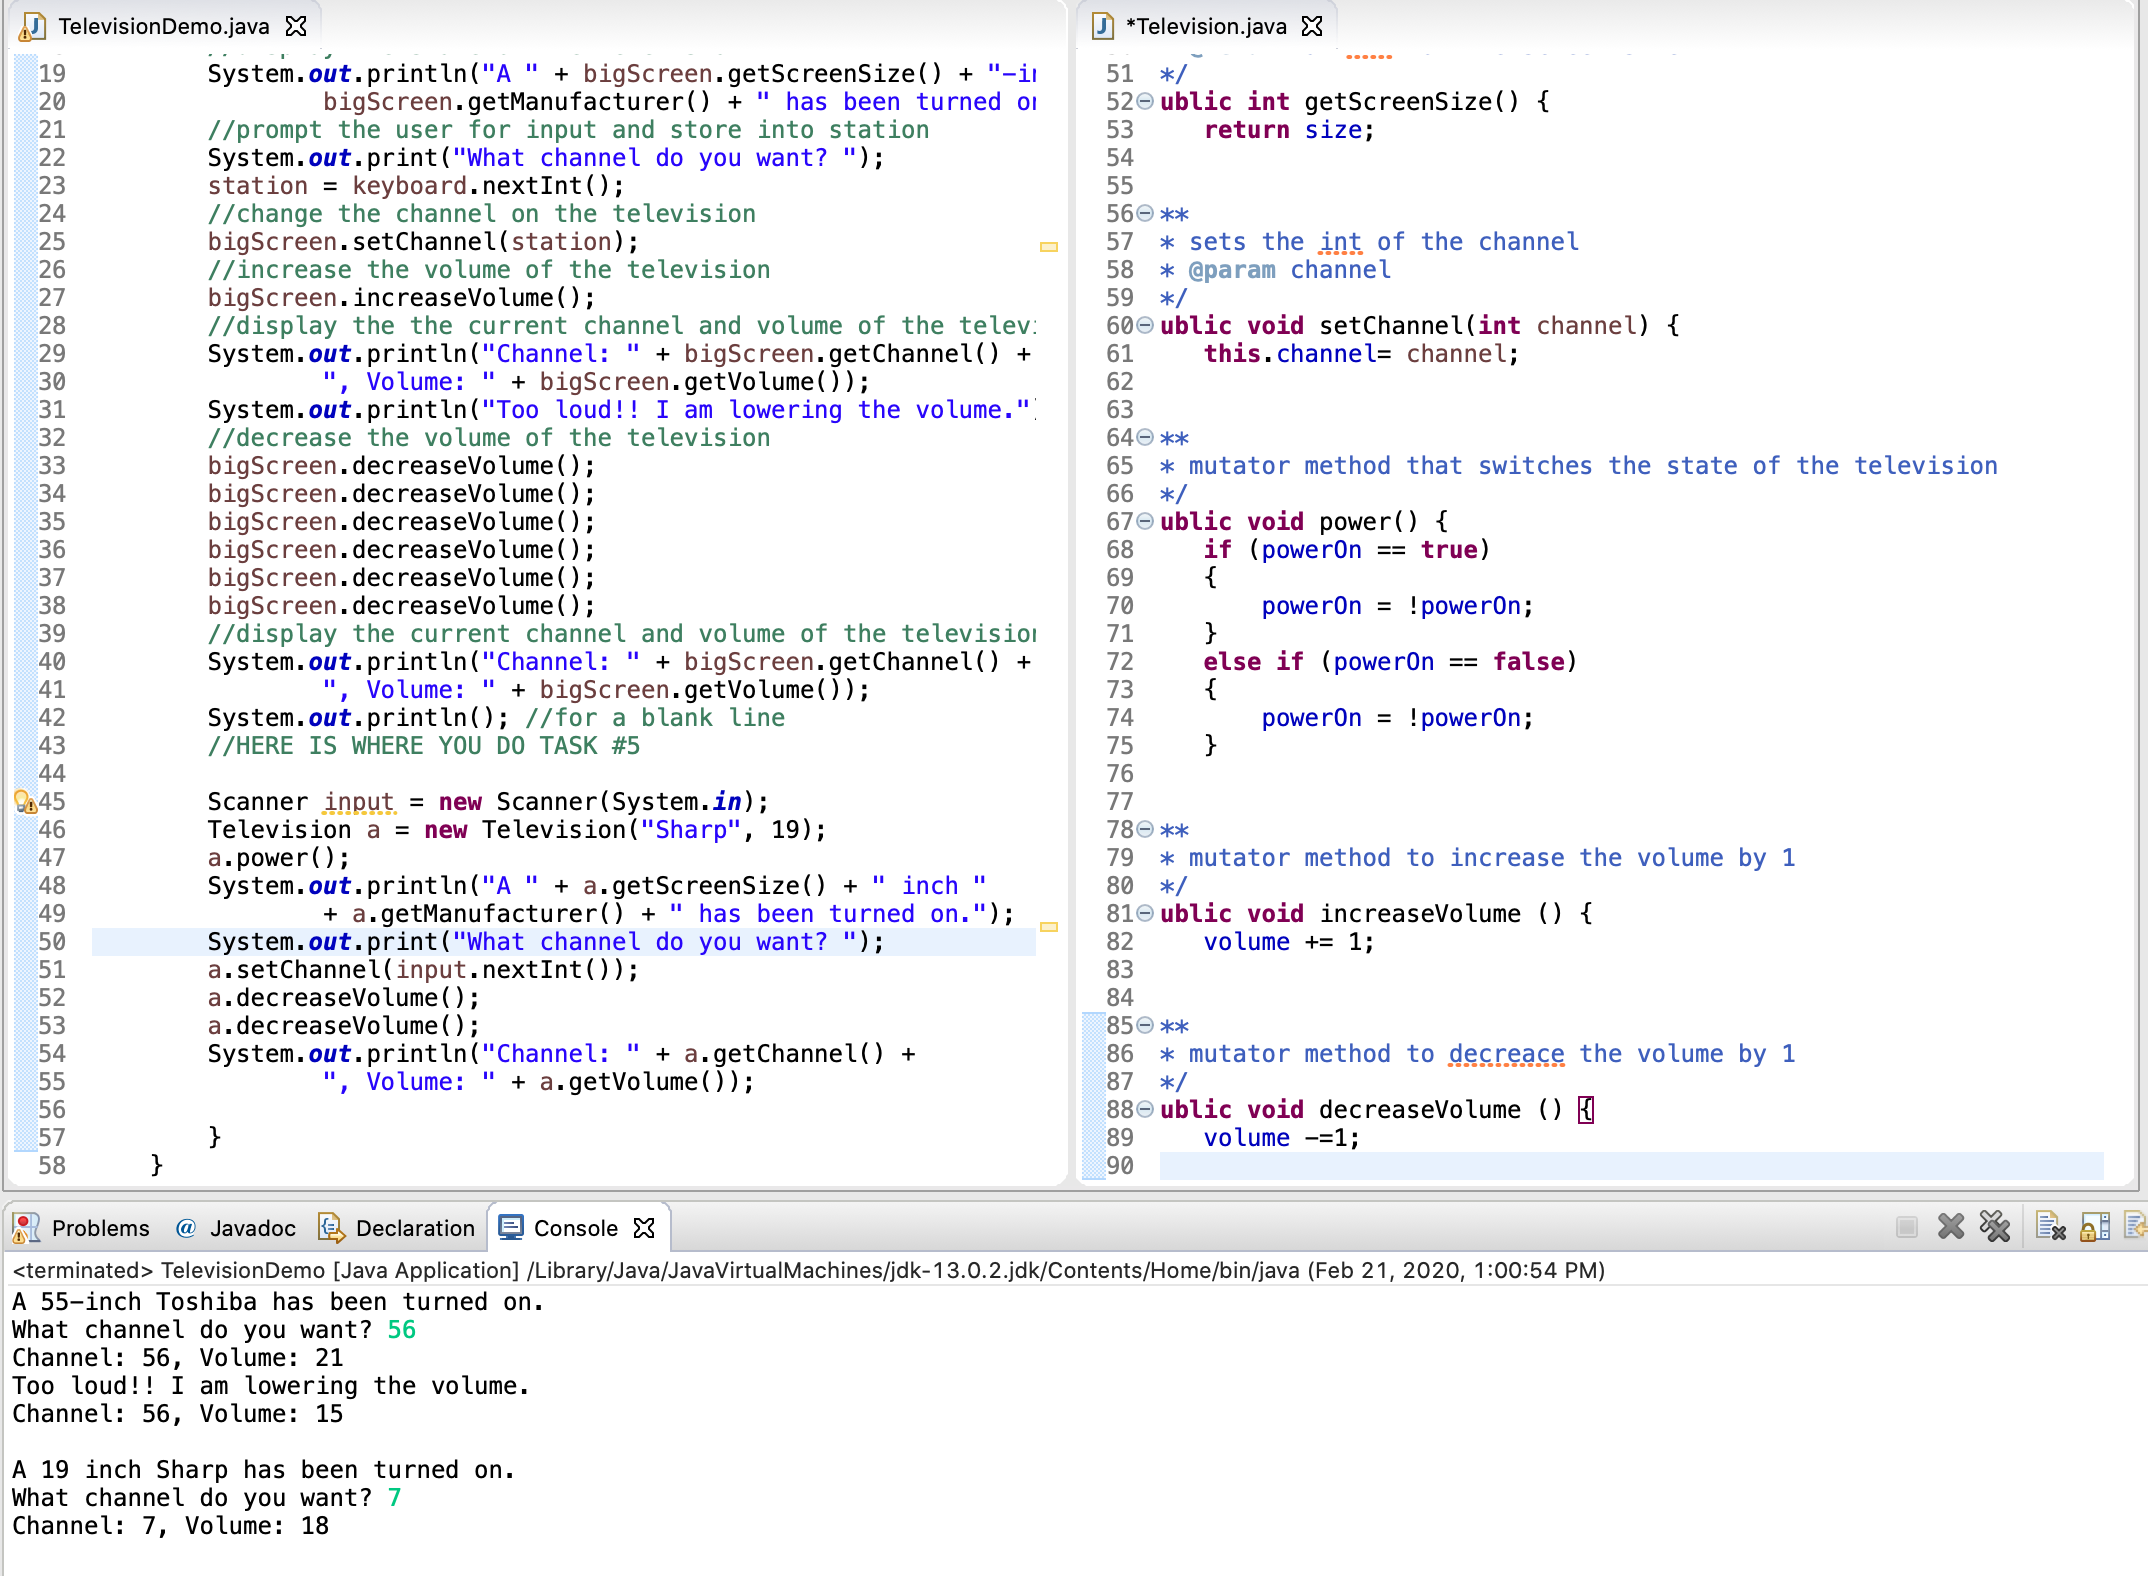 TelevisionDemo.java
19 System.out.println("A " + bigScreen.getScreenSize() + "-in
20 bigScreen.getManufacturer() + " has been turned on
21 //prompt the user for input and store into station
22 System.out.print("What channel do you want? ");
23 station = keyboard.nextInt();
24 //change the channel on the television
25 bigScreen.setChannel(station);
26 //increase the volume of the television
27 bigScreen.increaseVolume();
28 //display the the current channel and volume of the televi
29 System.out.println("Channel: " + bigScreen.getChannel() +
30 ", Volume: " + bigScreen.getVolume());
31 System.out.println("Too loud!! I am lowering the volume.")
32 //decrease the volume of the television
33 bigScreen.decreaseVolume();
34 bigScreen.decreaseVolume();
35 bigScreen.decreaseVolume();
36 bigScreen.decreaseVolume();
37 bigScreen.decreaseVolume();
38 bigScreen.decreaseVolume();
39 //display the current channel and volume of the television
40 System.out.println("Channel: " + bigScreen.getChannel() +
41 ", Volume: " + bigScreen.getVolume());
42 System.out.println(); //for a blank line
43 //HERE IS WHERE YOU DO TASK #5
44
45 Scanner input = new Scanner(System.in);
46 Television a = new Television("Sharp", 19);
47 a.power();
48 System.out.println("A " + a.getScreenSize() + " inch "
49 + a.getManufacturer() + " has been turned on.");
50 System.out.print("What channel do you want? ");
51 a.setChannel(input.nextInt());
52 a.decreaseVolume();
53 a.decreaseVolume();
54 System.out.println("Channel: " + a.getChannel() +
55 ", Volume: " + a.getVolume());
56
57 }
58 }
*Television.java
51 */
52 ublic int getScreenSize() {
53 return size;
54
55
56 **
57 * sets the int of the channel
58 * @param channel
59 */
60 ublic void setChannel(int channel) {
61 this.channel= channel;
62
63
64 **
65 * mutator method that switches the state of the television
66 */
67 ublic void power() {
68 if (powerOn == true)
69 {
70 powerOn = !powerOn;
71 }
72 else if (powerOn == false)
73 {
74 powerOn = !powerOn;
75 }
76
77
78 **
79 * mutator method to increase the volume by 1
80 */
81 ublic void increaseVolume () {
82 volume += 1;
83
84
85 **
86 * mutator method to decreace the volume by 1
87 */
88 ublic void decreaseVolume () {
89 volume -=1;
90
Problems @ Javadoc Declaration Console
<terminated> TelevisionDemo [Java Application] /Library/Java/JavaVirtualMachines/jdk-13.0.2.jdk/Contents/Home/bin/java (Feb 21, 2020, 1:00:54 PM)
A 55-inch Toshiba has been turned on.
What channel do you want? 56
Channel: 56, Volume: 21
Too loud!! I am lowering the volume.
Channel: 56, Volume: 15
A 19 inch Sharp has been turned on.
What channel do you want? 7
Channel: 7, Volume: 18